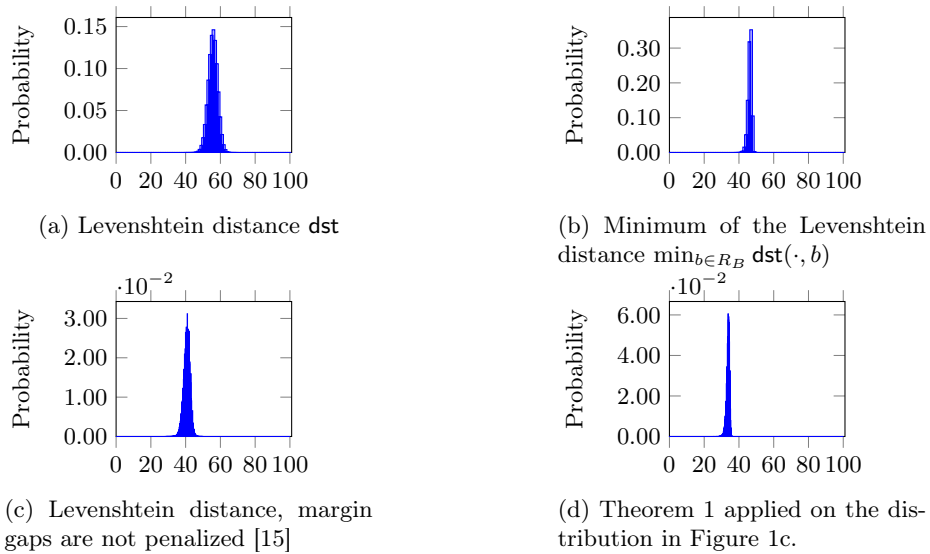 Probability
0.15
0.10
0.05
0.00
0 20 40 60 80 100
(a) Levenshtein distance dst
Probability
0.30
0.20
0.10
0.00
0 20 40 60 80 100
(b) Minimum of the Levenshtein
distance min_{b∈R_B} dst(·, b)
·10^{−2}
Probability
3.00
2.00
1.00
0.00
0 20 40 60 80 100
(c) Levenshtein distance, margin
gaps are not penalized [15]
·10^{−2}
Probability
6.00
4.00
2.00
0.00
0 20 40 60 80 100
(d) Theorem 1 applied on the dis-
tribution in Figure 1c.